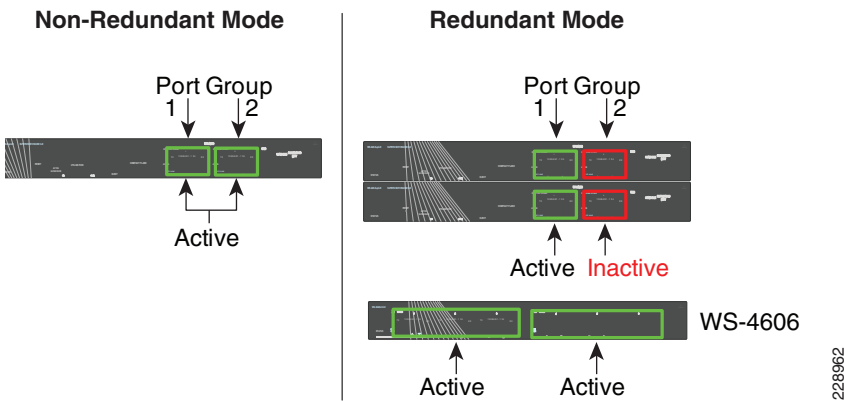 Non-Redundant Mode
Redundant Mode
Port Group
1 2
Active
Port Group
1 2
Active Inactive
WS-4606
Active Active
228962